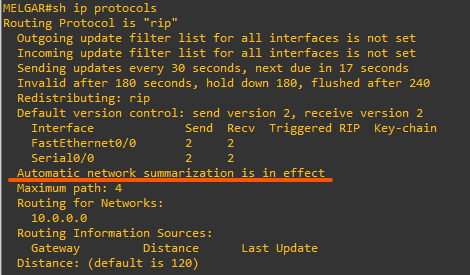 MELGAR#sh ip protocols
Routing Protocol is "rip"
  Outgoing update filter list for all interfaces is not set
  Incoming update filter list for all interfaces is not set
  Sending updates every 30 seconds, next due in 17 seconds
  Invalid after 180 seconds, hold down 180, flushed after 240
  Redistributing: rip
  Default version control: send version 2, receive version 2
    Interface             Send  Recv  Triggered RIP  Key-chain
    FastEthernet0/0       2     2
    Serial0/0             2     2
  Automatic network summarization is in effect
  Maximum path: 4
  Routing for Networks:
    10.0.0.0
  Routing Information Sources:
    Gateway         Distance      Last Update
  Distance: (default is 120)